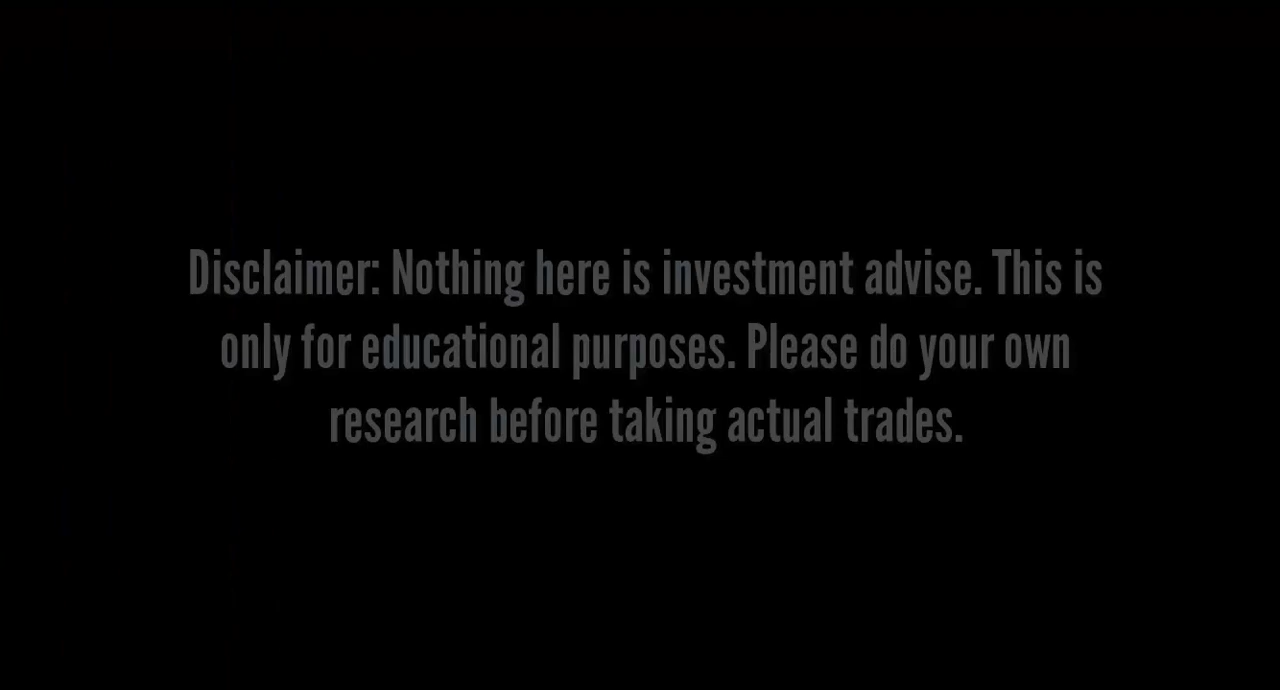 Disclaimer: Nothing here is investment advise. This is
only for educational purposes. Please do your own
research before taking actual trades.